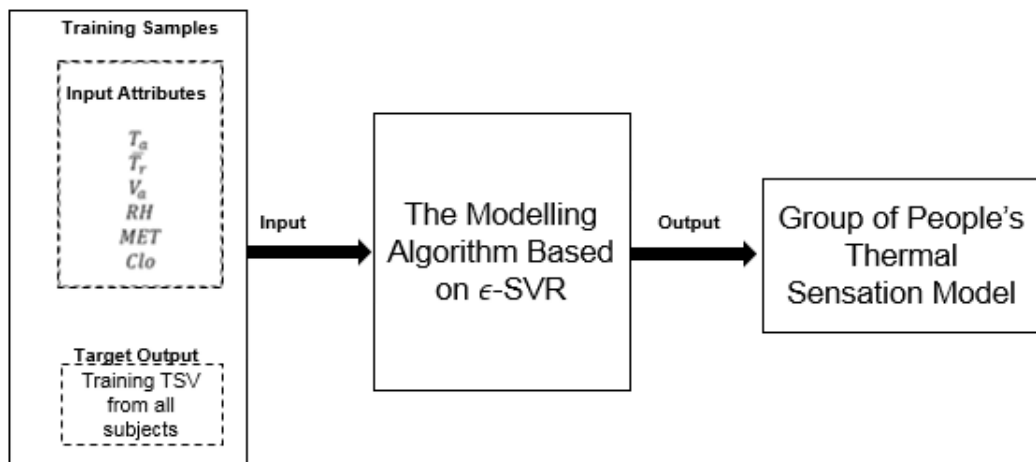 Training Samples
Input Attributes
T_a
T̄_r
V_a
RH
MET
Clo
Target Output
Training TSV
from all
subjects
Input
The Modelling
Algorithm Based
on ϵ-SVR
Output
Group of People's
Thermal
Sensation Model